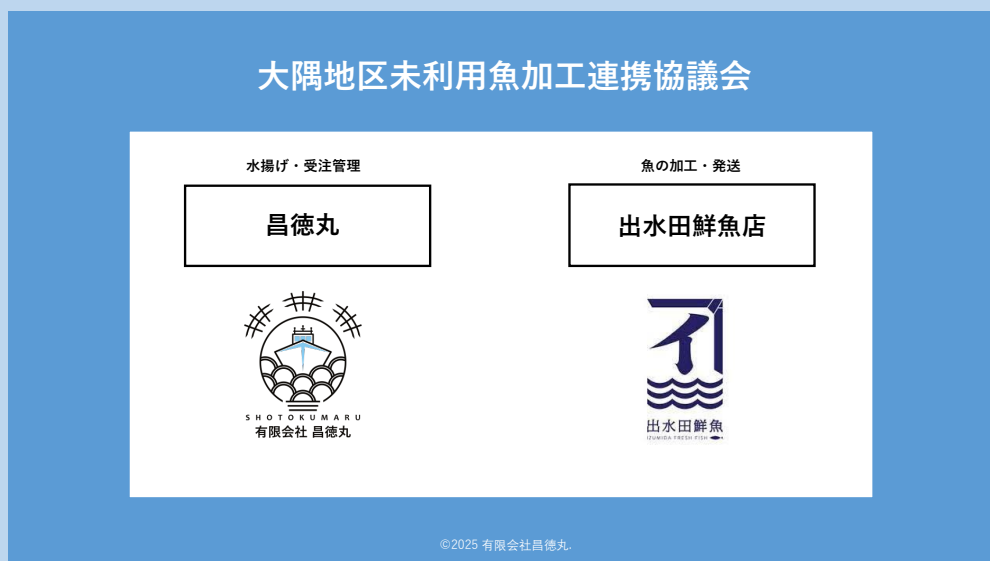 大隅地区未利用魚加工連携協議会
水揚げ・受注管理
昌徳丸
SHOTOKUMARU
有限会社 昌徳丸
魚の加工・発送
出水田鮮魚店
イ
出水田鮮魚
IZUMIDA FRESH FISH
©2025 有限会社昌徳丸.